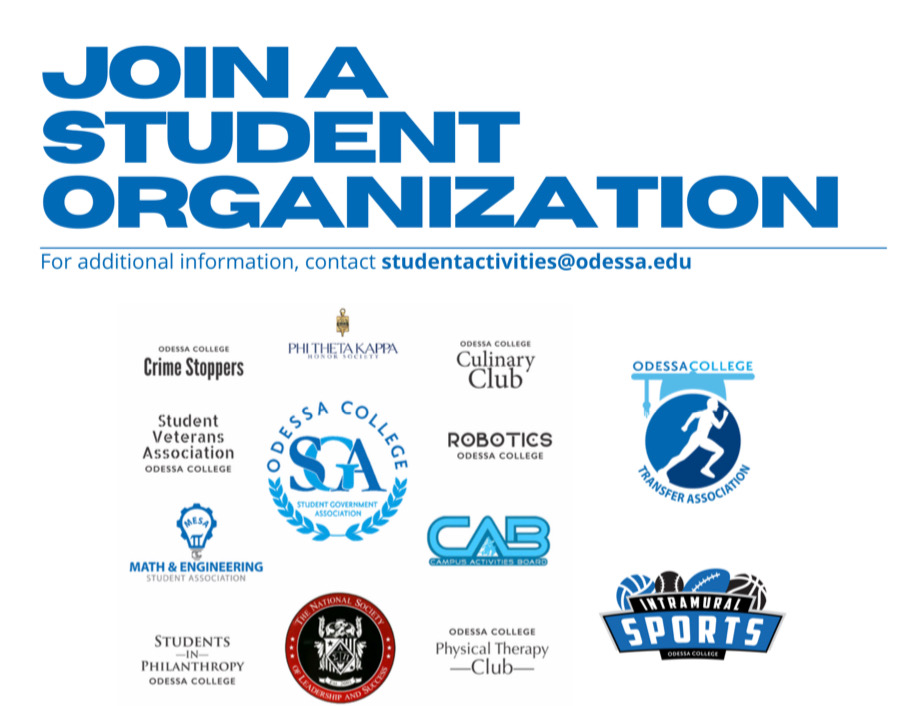 JOIN A
STUDENT
ORGANIZATION
For additional information, contact studentactivities@odessa.edu
ODESSA COLLEGE
Crime Stoppers
PHI THETA KAPPA
HONOR SOCIETY
ODESSA COLLEGE
Culinary
Club
ODESSACOLLEGE
TRANSFER ASSOCIATION
Student
Veterans
Association
ODESSA COLLEGE
ODESSA COLLEGE
SGA
STUDENT GOVERNMENT
ASSOCIATION
ROBOTICS
ODESSA COLLEGE
MESA
MATH & ENGINEERING
STUDENT ASSOCIATION
CAB
CAMPUS ACTIVITIES BOARD
INTRAMURAL
SPORTS
ODESSA COLLEGE
STUDENTS
—IN—
PHILANTHROPY
ODESSA COLLEGE
THE NATIONAL SOCIETY
OF LEADERSHIP AND SUCCESS
ODESSA COLLEGE
Physical Therapy
—Club—